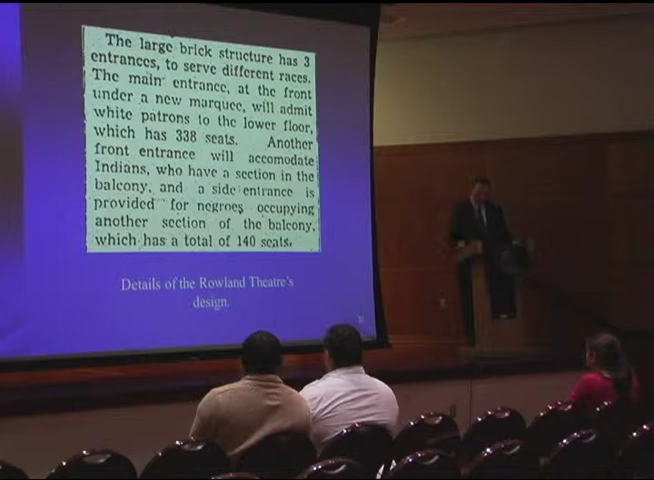 The large brick structure has 3
entrances, to serve different races.
The main entrance, at the front
under a new marquee, will admit
white patrons to the lower floor,
which has 338 seats. Another
front entrance will accomodate
Indians, who have a section in the
balcony, and a side entrance is
provided for negroes occupying
another section of the balcony,
which has a total of 140 seats.
Details of the Rowland Theatre's
design.